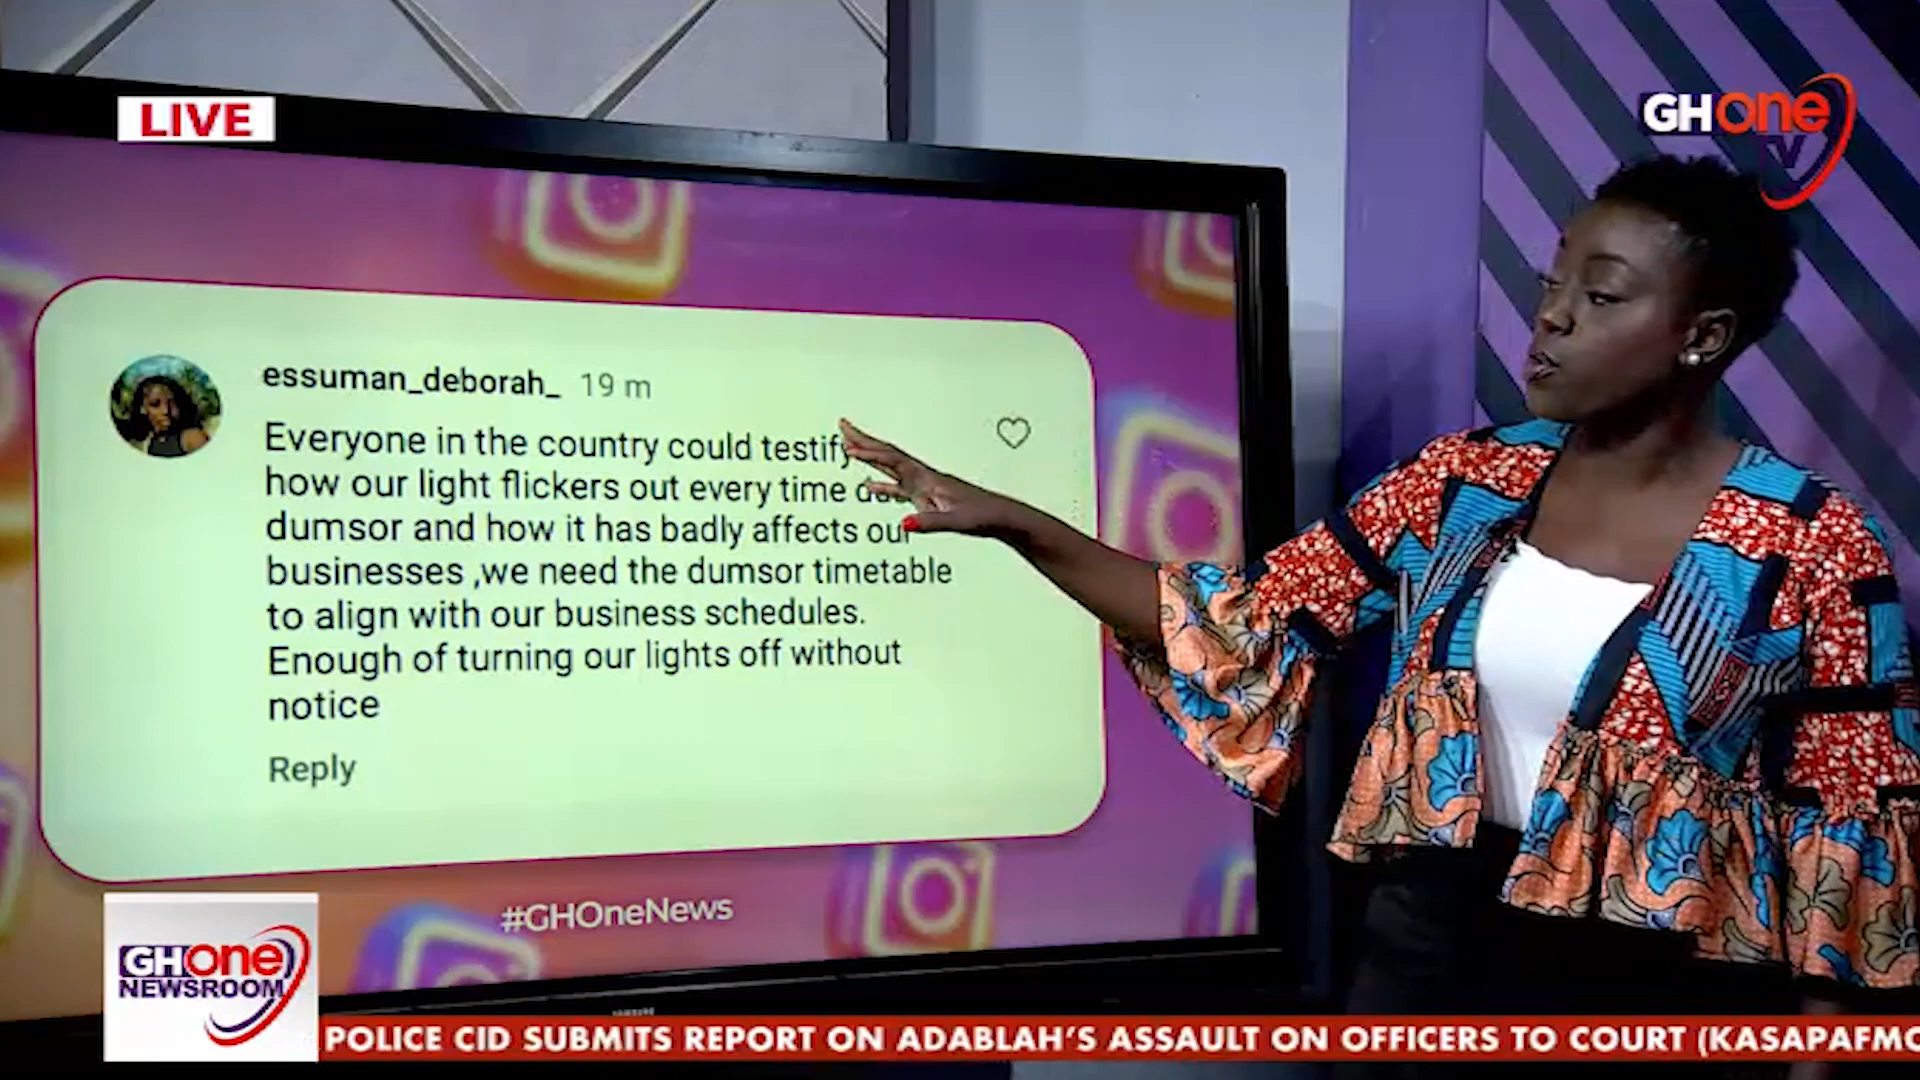 LIVE
GHOne
TV
essuman_deborah_ 19 m
Everyone in the country could testify
how our light flickers out every time
dumsor and how it has badly affects our
businesses ,we need the dumsor timetable
to align with our business schedules.
Enough of turning our lights off without
notice
Reply
#GHOneNews
GHOne
NEWSROOM
POLICE CID SUBMITS REPORT ON ADABLAH'S ASSAULT ON OFFICERS TO COURT (KASAPAFMO